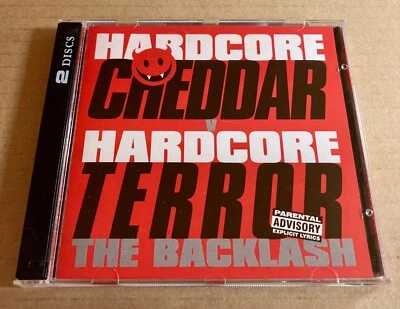 2 DISCS
HARDCORE
CHEDDAR
V
HARDCORE
TERROR
PARENTAL
ADVISORY
EXPLICIT LYRICS
THE BACKLASH